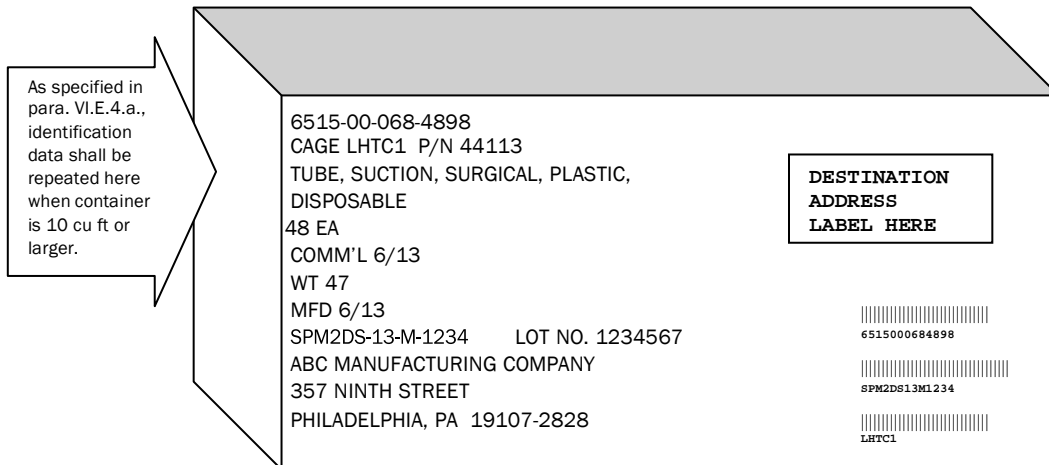 As specified in
para. VI.E.4.a.,
identification
data shall be
repeated here
when container
is 10 cu ft or
larger.
6515-00-068-4898
CAGE LHTC1  P/N 44113
TUBE, SUCTION, SURGICAL, PLASTIC,
DISPOSABLE
48 EA
COMM'L 6/13
WT 47
MFD 6/13
SPM2DS-13-M-1234 LOT NO. 1234567
ABC MANUFACTURING COMPANY
357 NINTH STREET
PHILADELPHIA, PA  19107-2828
DESTINATION
ADDRESS
LABEL HERE
6515000684898
SPM2DS13M1234
LHTC1